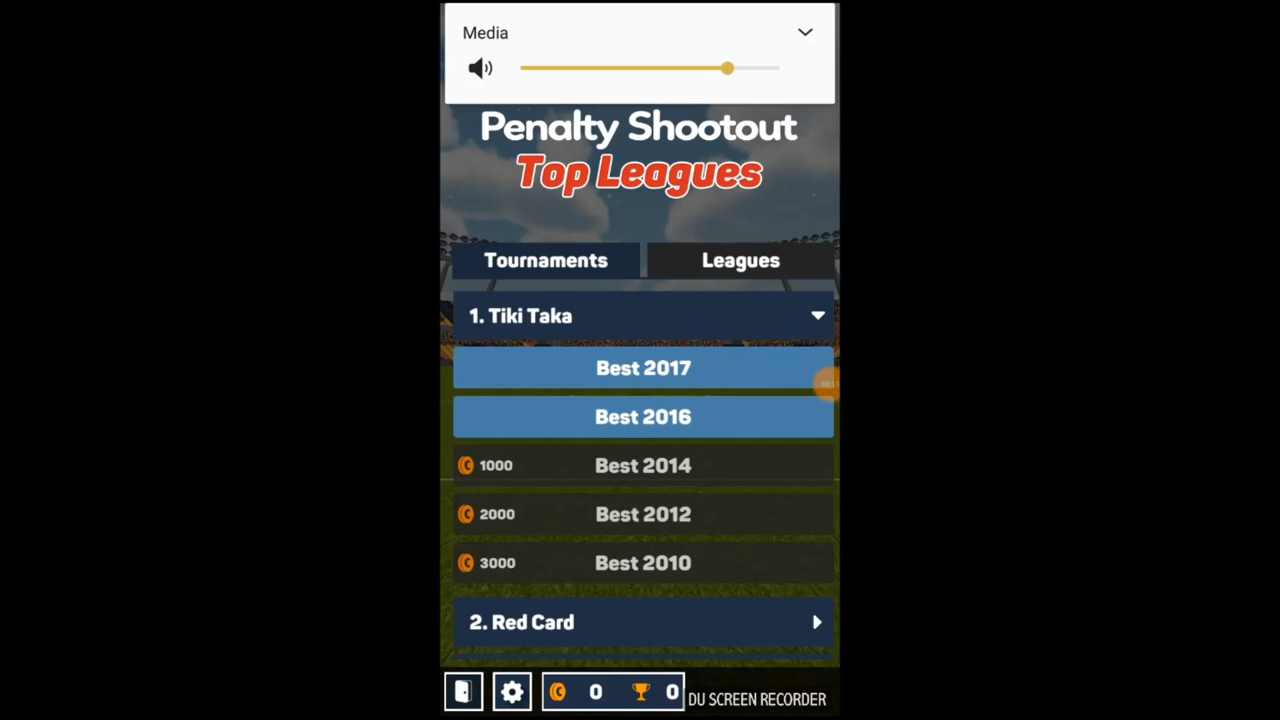 Media
Penalty Shootout
Top Leagues
Tournaments
Leagues
1. Tiki Taka
Best 2017
Best 2016
1000 Best 2014
2000 Best 2012
3000 Best 2010
2. Red Card
0 0
DU SCREEN RECORDER